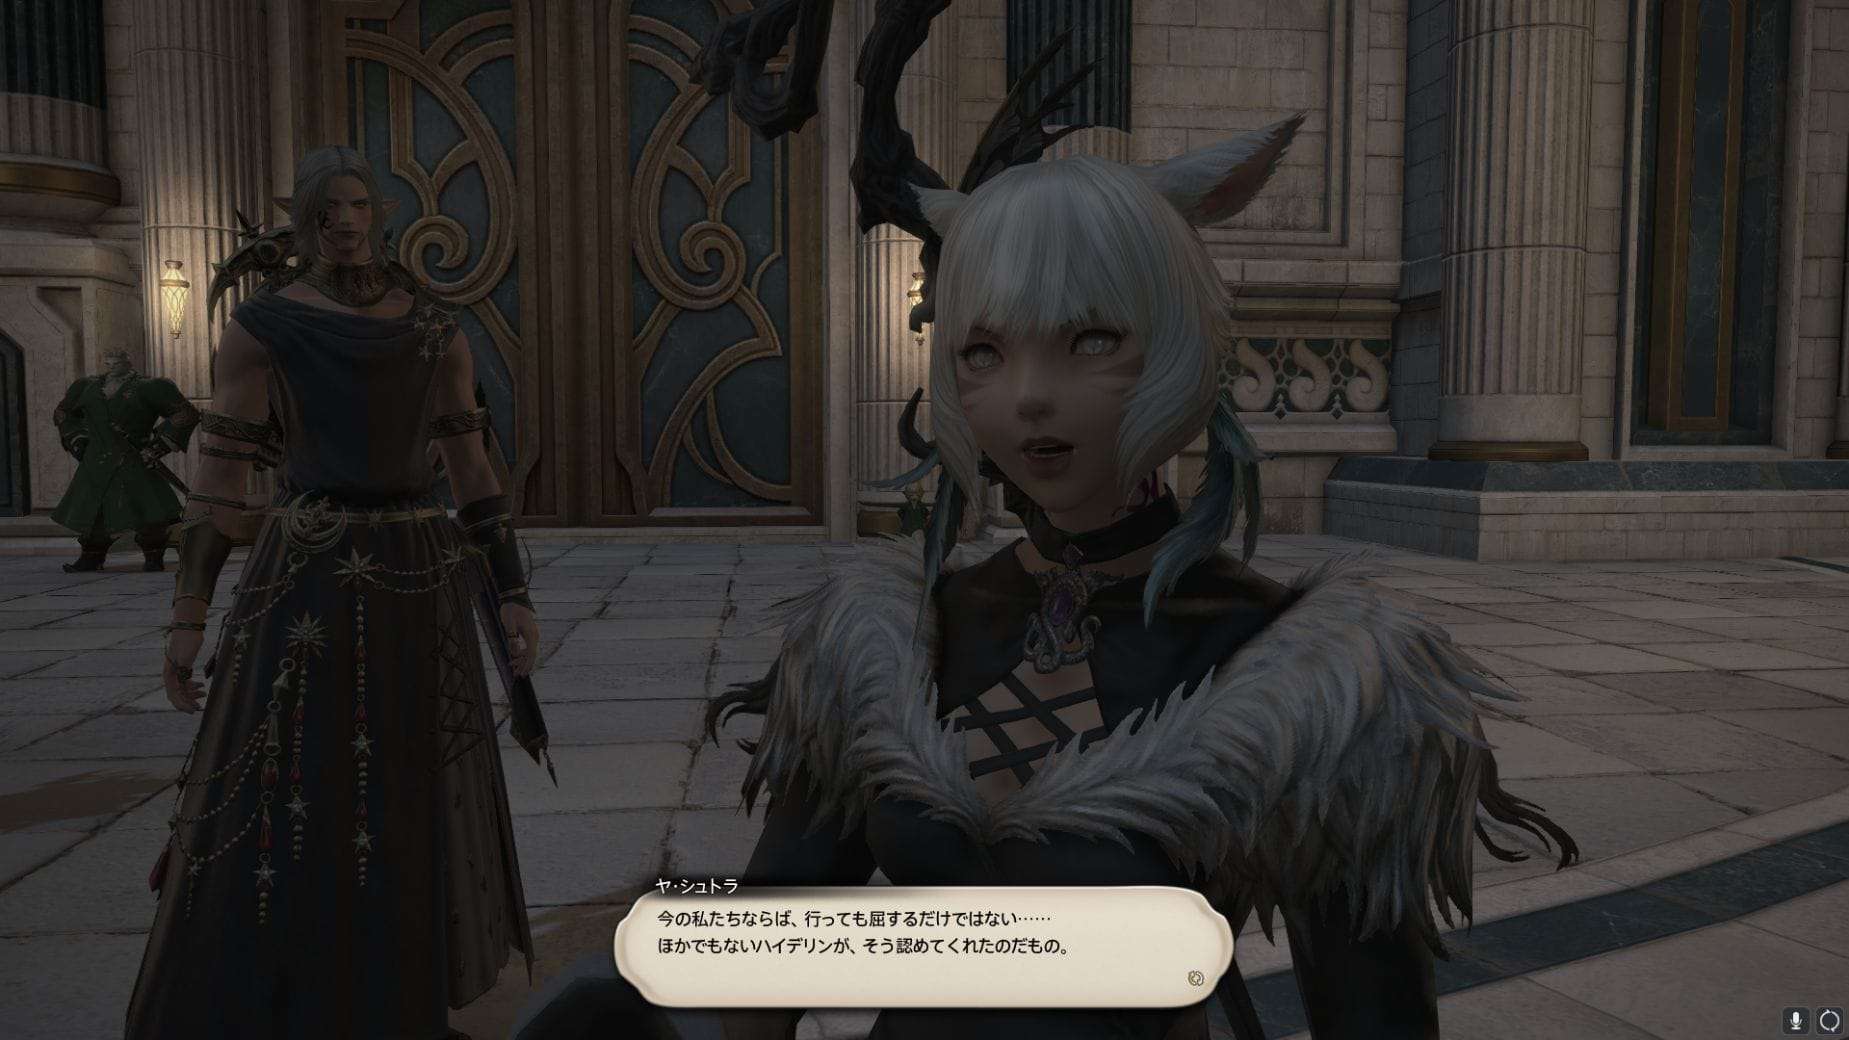 ヤ・シュトラ
今の私たちならば、行っても屈するだけではない……
ほかでもないハイデリンが、そう認めてくれたのだもの。